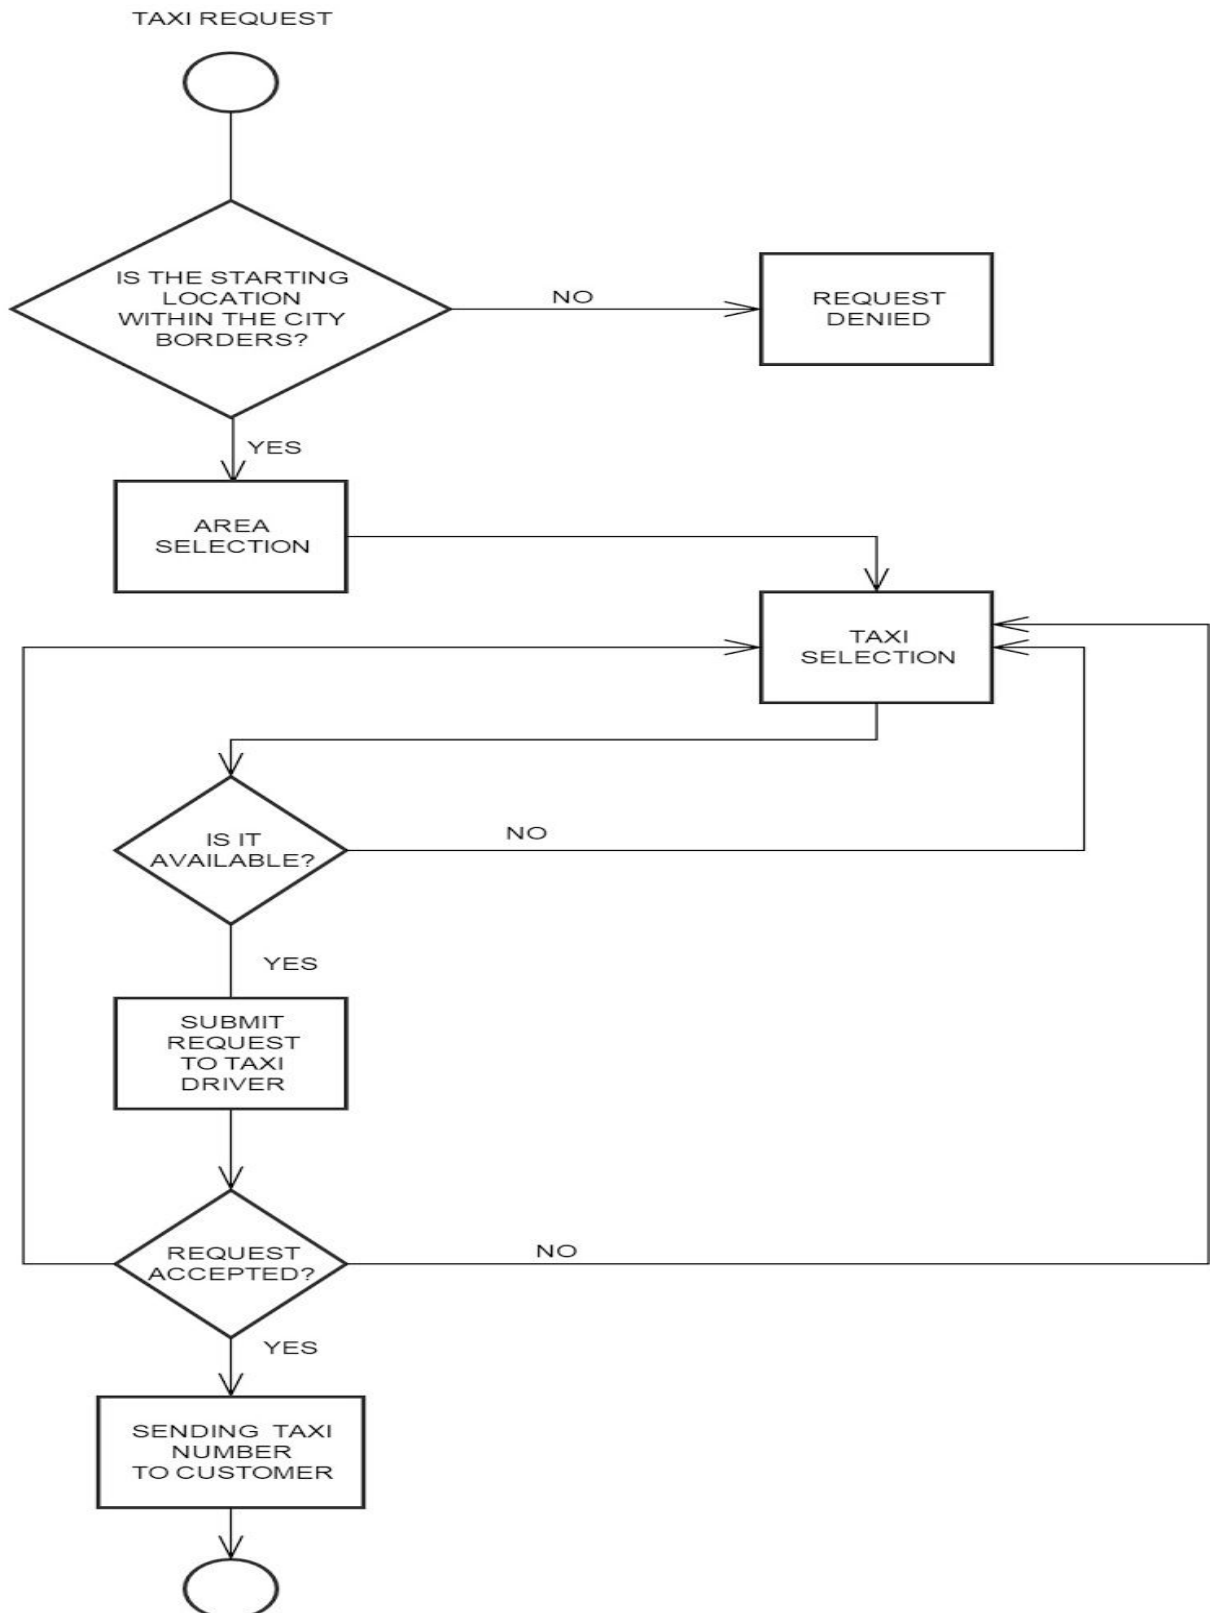 TAXI REQUEST
IS THE STARTING
LOCATION
WITHIN THE CITY
BORDERS?
NO
REQUEST
DENIED
YES
AREA
SELECTION
TAXI
SELECTION
IS IT
AVAILABLE?
NO
YES
SUBMIT
REQUEST
TO TAXI
DRIVER
REQUEST
ACCEPTED?
NO
YES
SENDING TAXI
NUMBER
TO CUSTOMER